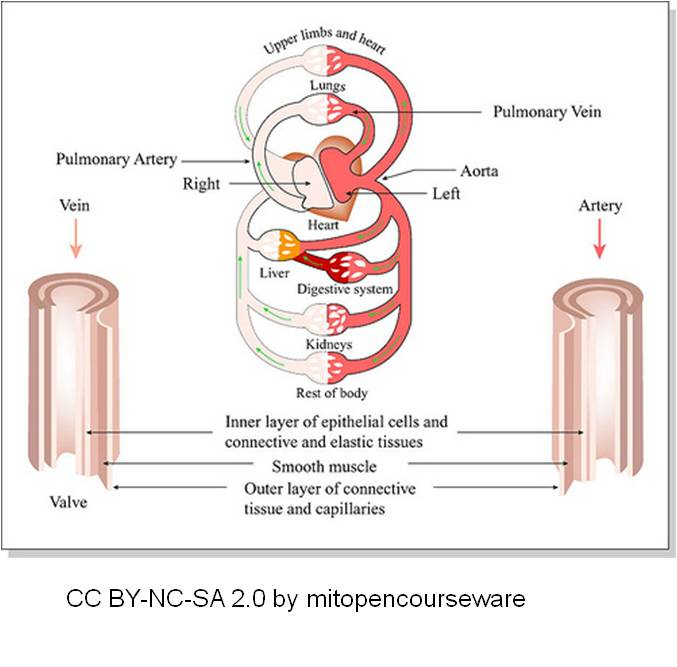 Upper limbs and heart
Lungs
Pulmonary Vein
Pulmonary Artery
Aorta
Right
Left
Vein
Artery
Heart
Liver
Digestive system
Kidneys
Rest of body
Inner layer of epithelial cells and
connective and elastic tissues
Smooth muscle
Outer layer of connective
tissue and capillaries
Valve
CC BY-NC-SA 2.0 by mitopencourseware